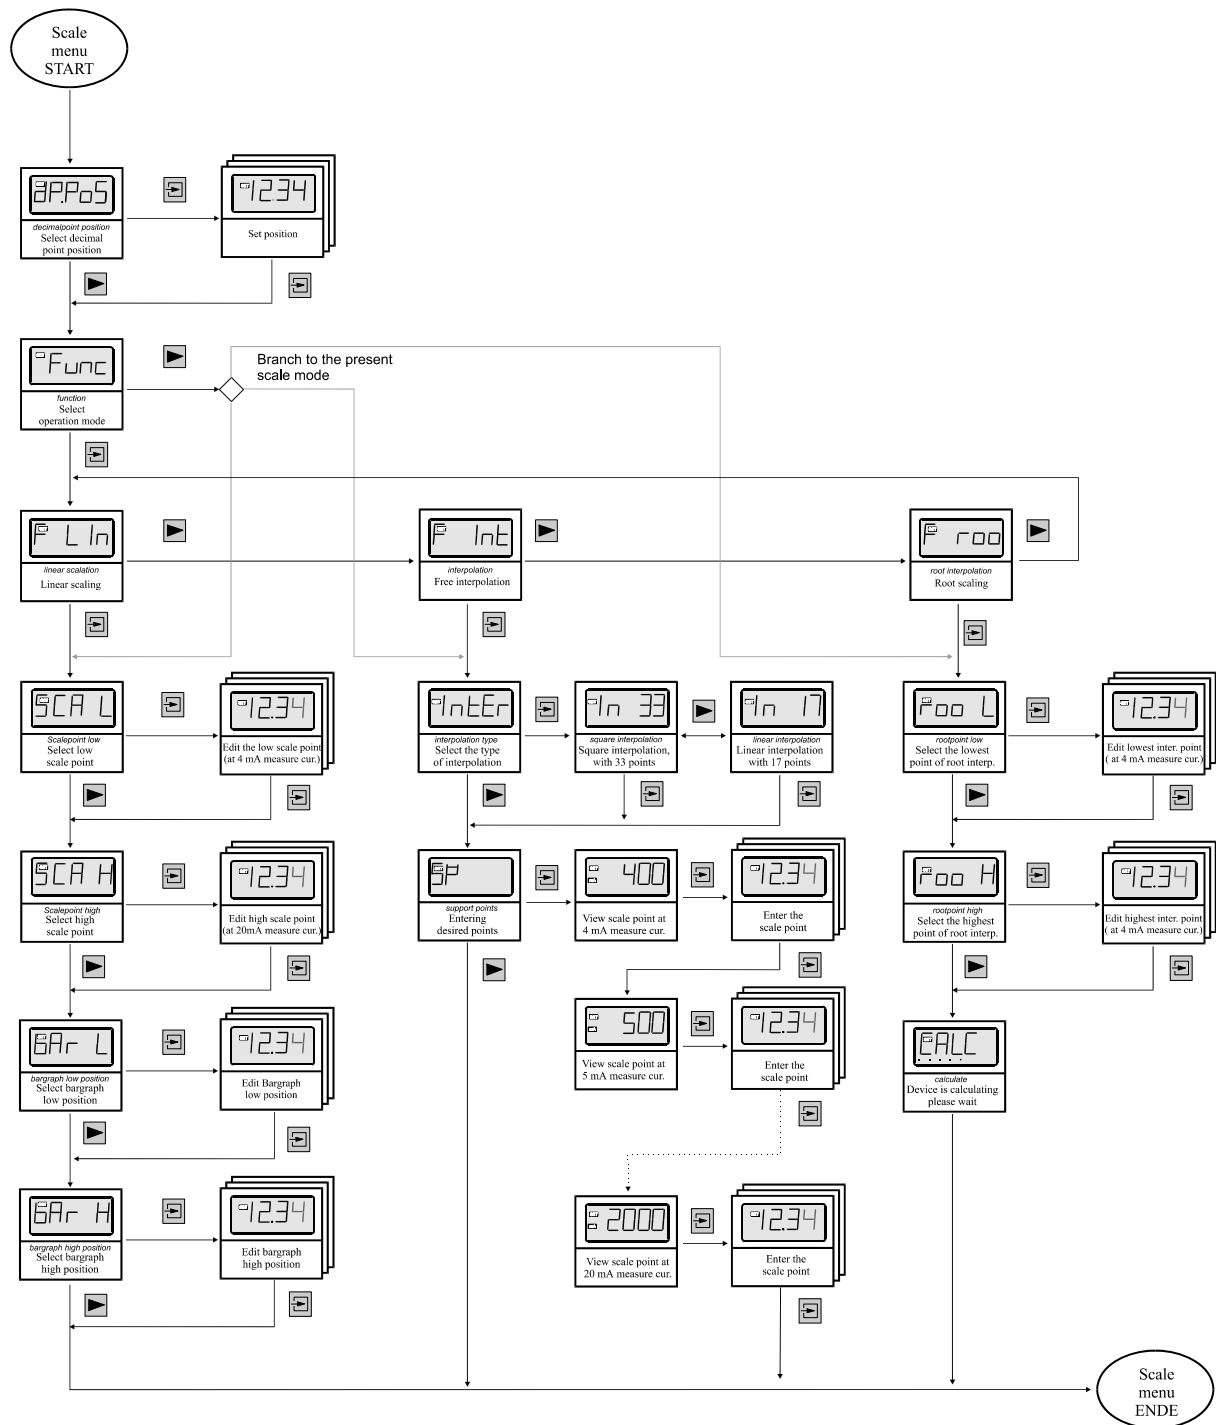 Scale
menu
START
dP.PoS
12.34
decimalpoint position
Select decimal
point position
Set position
Func
Branch to the present
scale mode
function
Select
operation mode
F LIn
F Int
F roo
linear scalation
Linear scaling
interpolation
Free interpolation
root interpolation
Root scaling
SCA L
12.34
IntEr
In 33
In 17
roo L
12.34
Scalepoint low
Select low
scale point
Edit the low scale point
(at 4 mA measure cur.)
interpolation type
Select the type
of interpolation
square interpolation
Square interpolation,
with 33 points
linear interpolation
Linear interpolation
with 17 points
rootpoint low
Select the lowest
point of root interp.
Edit lowest inter. point
( at 4 mA measure cur.)
SCA H
12.34
SP
400
12.34
roo H
12.34
Scalepoint high
Select high
scale point
Edit high scale point
(at 20mA measure cur.)
support points
Entering
desired points
View scale point at
4 mA measure cur.
Enter the
scale point
rootpoint high
Select the highest
point of root interp.
Edit highest inter. point
( at 4 mA measure cur.)
bAr L
12.34
500
12.34
CALC
bargraph low position
Select bargraph
low position
Edit Bargraph
low position
View scale point at
5 mA measure cur.
Enter the
scale point
calculate
Device is calculating
please wait
bAr H
12.34
2000
12.34
bargraph high position
Select bargraph
high position
Edit bargraph
high position
View scale point at
20 mA measure cur.
Enter the
scale point
Scale
menu
ENDE